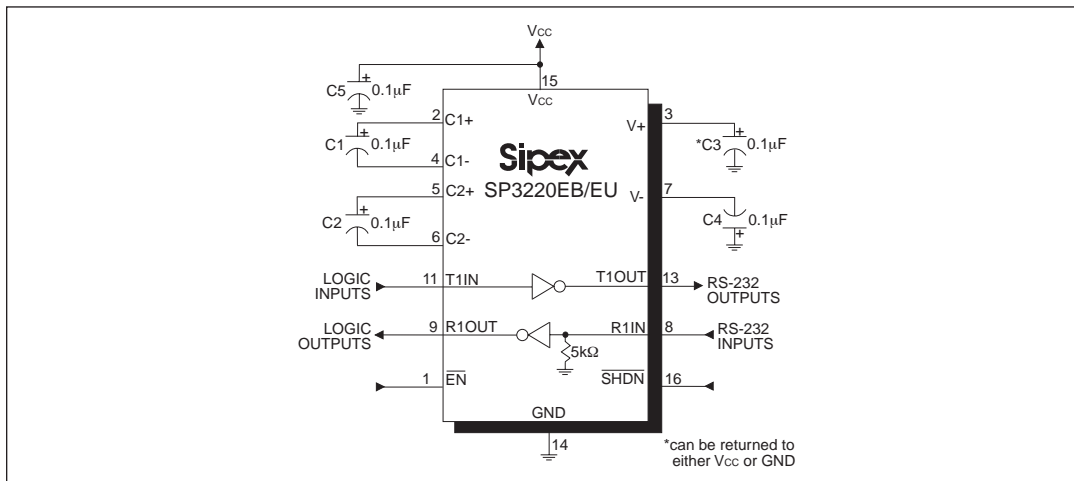 VCC
15
VCC
C5
+
0.1µF
2
C1+
C1
+
0.1µF
4
C1-
5
C2+
C2
+
0.1µF
6
C2-
Sipex
SP3220EB/EU
3
V+
*C3
+
0.1µF
7
V-
C4
0.1µF
+
LOGIC
INPUTS
11
T1IN
T1OUT
13
RS-232
OUTPUTS
LOGIC
OUTPUTS
9
R1OUT
R1IN
8
RS-232
INPUTS
5kΩ
1
EN
SHDN
16
GND
14
*can be returned to
either VCC or GND